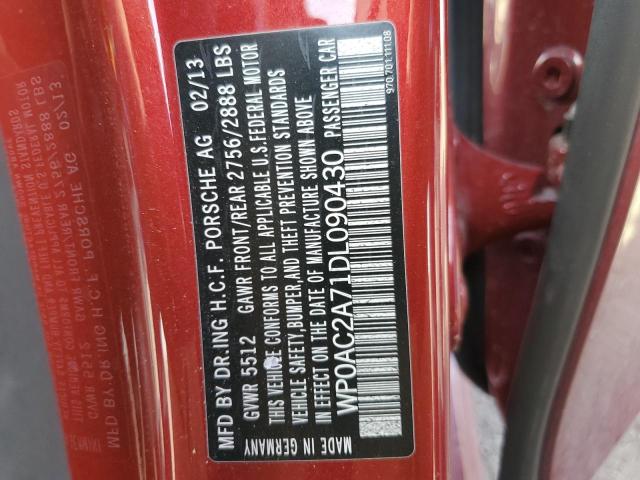 MFD BY DR.ING H.C.F. PORSCHE AG 02/13
GVWR 5512 GAWR FRONT/REAR 2756/2888 LBS
THIS VEHICLE CONFORMS TO ALL APPLICABLE U.S. FEDERAL MOTOR
VEHICLE SAFETY, BUMPER, AND THEFT PREVENTION STANDARDS
IN EFFECT ON THE DATE OF MANUFACTURE SHOWN ABOVE
WP0AC2A71DL090430 PASSENGER CAR
MADE IN GERMANY
970.701.111.08